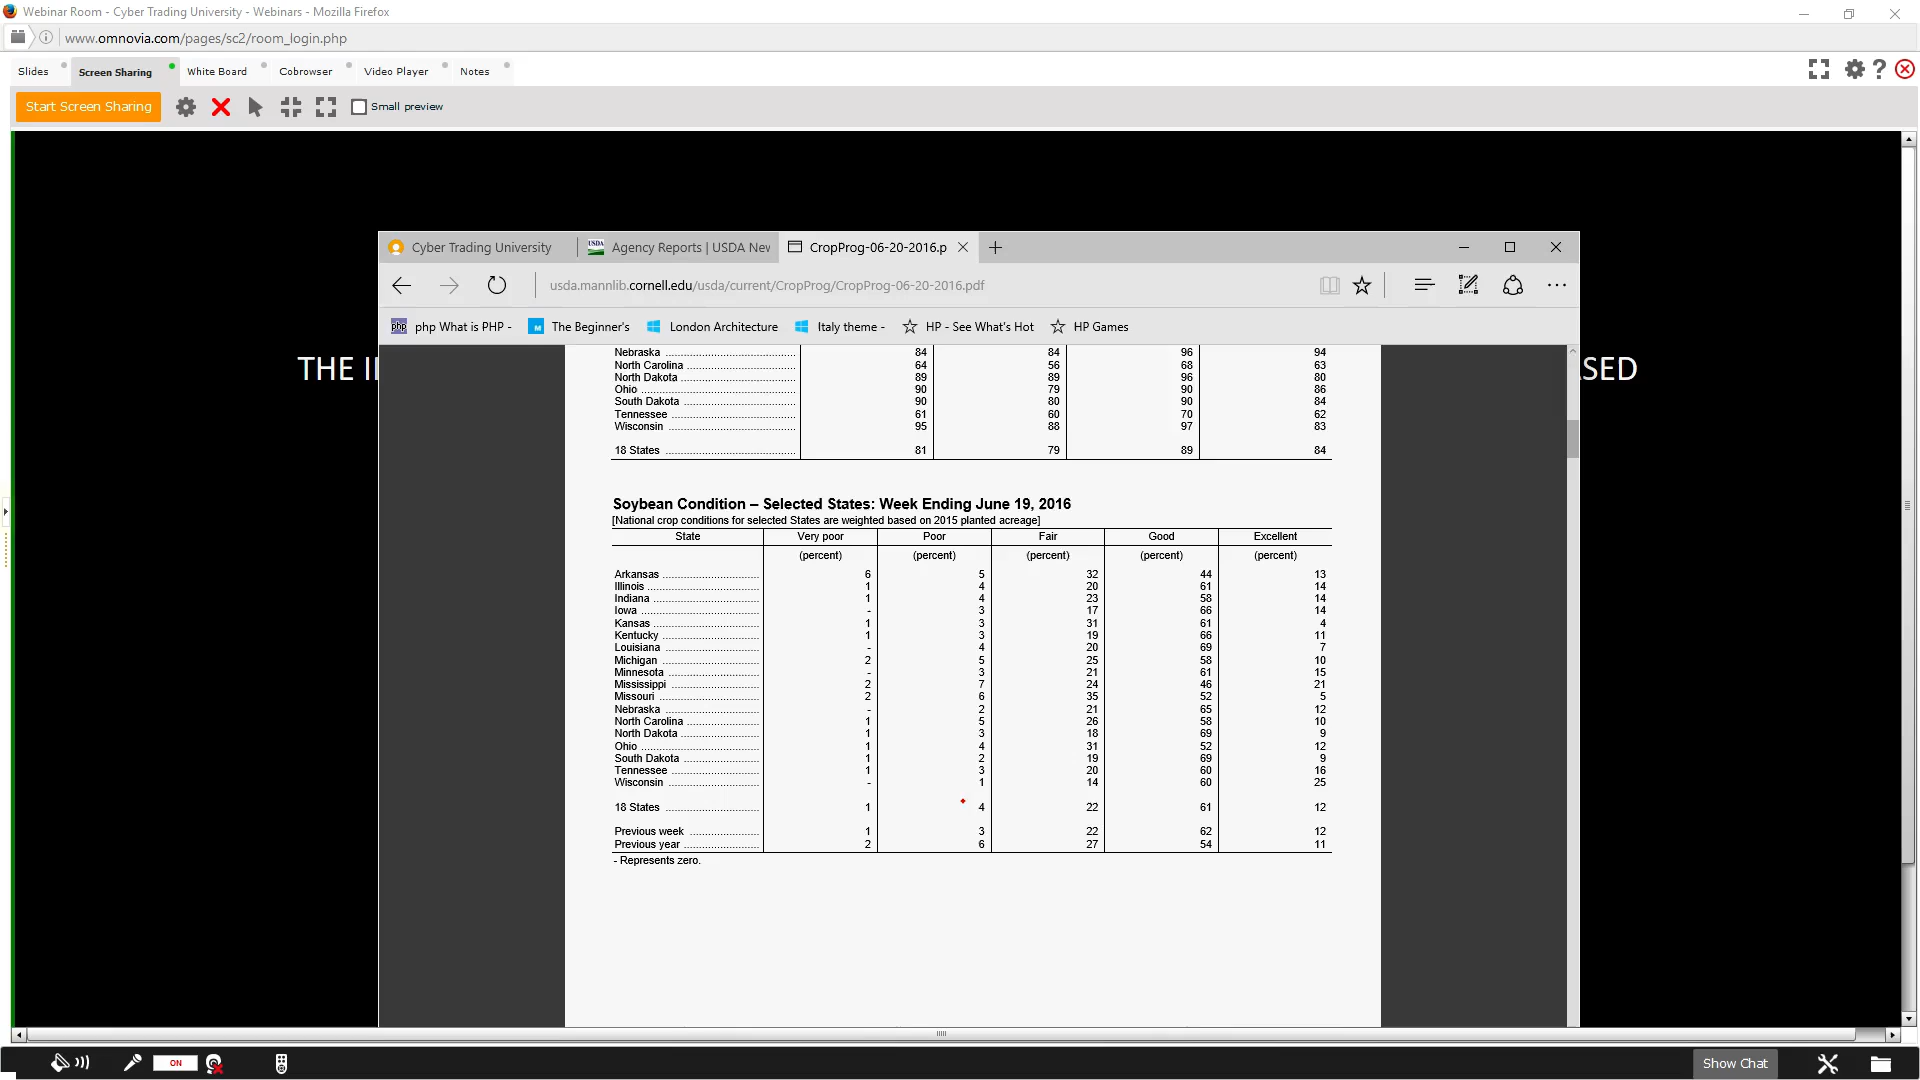 Webinar Room - Cyber Trading University - Webinars - Mozilla Firefox
www.omnovia.com/pages/sc2/room_login.php
Slides Screen Sharing White Board Cobrowser Video Player Notes
Start Screen Sharing Small preview
Cyber Trading University USDA Agency Reports | USDA Nev CropProg-06-20-2016.p
usda.mannlib.cornell.edu/usda/current/CropProg/CropProg-06-20-2016.pdf
php php What is PHP - M The Beginner's London Architecture Italy theme - HP - See What's Hot HP Games
THE SED
Nebraska 84 84 96 94
North Carolina 64 56 68 63
North Dakota 89 89 96 80
Ohio 90 79 90 86
South Dakota 90 80 90 84
Tennessee 61 60 70 62
Wisconsin 95 88 97 83
18 States 81 79 89 84
Soybean Condition – Selected States: Week Ending June 19, 2016
[National crop conditions for selected States are weighted based on 2015 planted acreage]
State Very poor Poor Fair Good Excellent
(percent) (percent) (percent) (percent) (percent)
Arkansas 6 5 32 44 13
Illinois 1 4 20 61 14
Indiana 1 4 23 58 14
Iowa - 3 17 66 14
Kansas 1 3 31 61 4
Kentucky 1 3 19 66 11
Louisiana - 4 20 69 7
Michigan 2 5 25 58 10
Minnesota - 3 21 61 15
Mississippi 2 7 24 46 21
Missouri 2 6 35 52 5
Nebraska - 2 21 65 12
North Carolina 1 5 26 58 10
North Dakota 1 3 18 69 9
Ohio 1 4 31 52 12
South Dakota 1 2 19 69 9
Tennessee 1 3 20 60 16
Wisconsin - 1 14 60 25
18 States 1 4 22 61 12
Previous week 1 3 22 62 12
Previous year 2 6 27 54 11
- Represents zero.
ON Show Chat